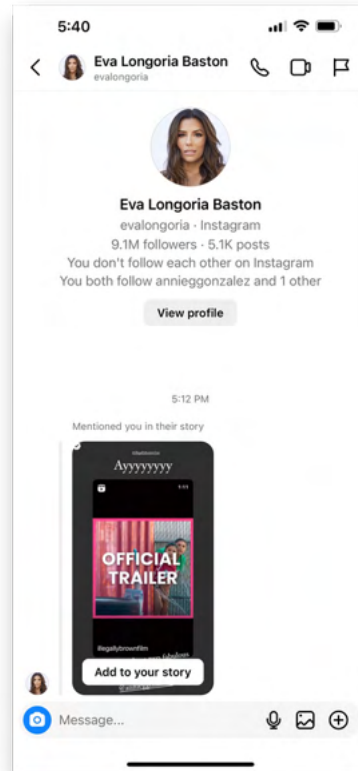 5:40
Eva Longoria Baston
evalongoria
Eva Longoria Baston
evalongoria · Instagram
9.1M followers · 5.1K posts
You don't follow each other on Instagram
You both follow annieggonzalez and 1 other
View profile
5:12 PM
Mentioned you in their story
Ayyyyyyyy
OFFICIAL
TRAILER
illegallybrownfilm
Add to your story
Message...